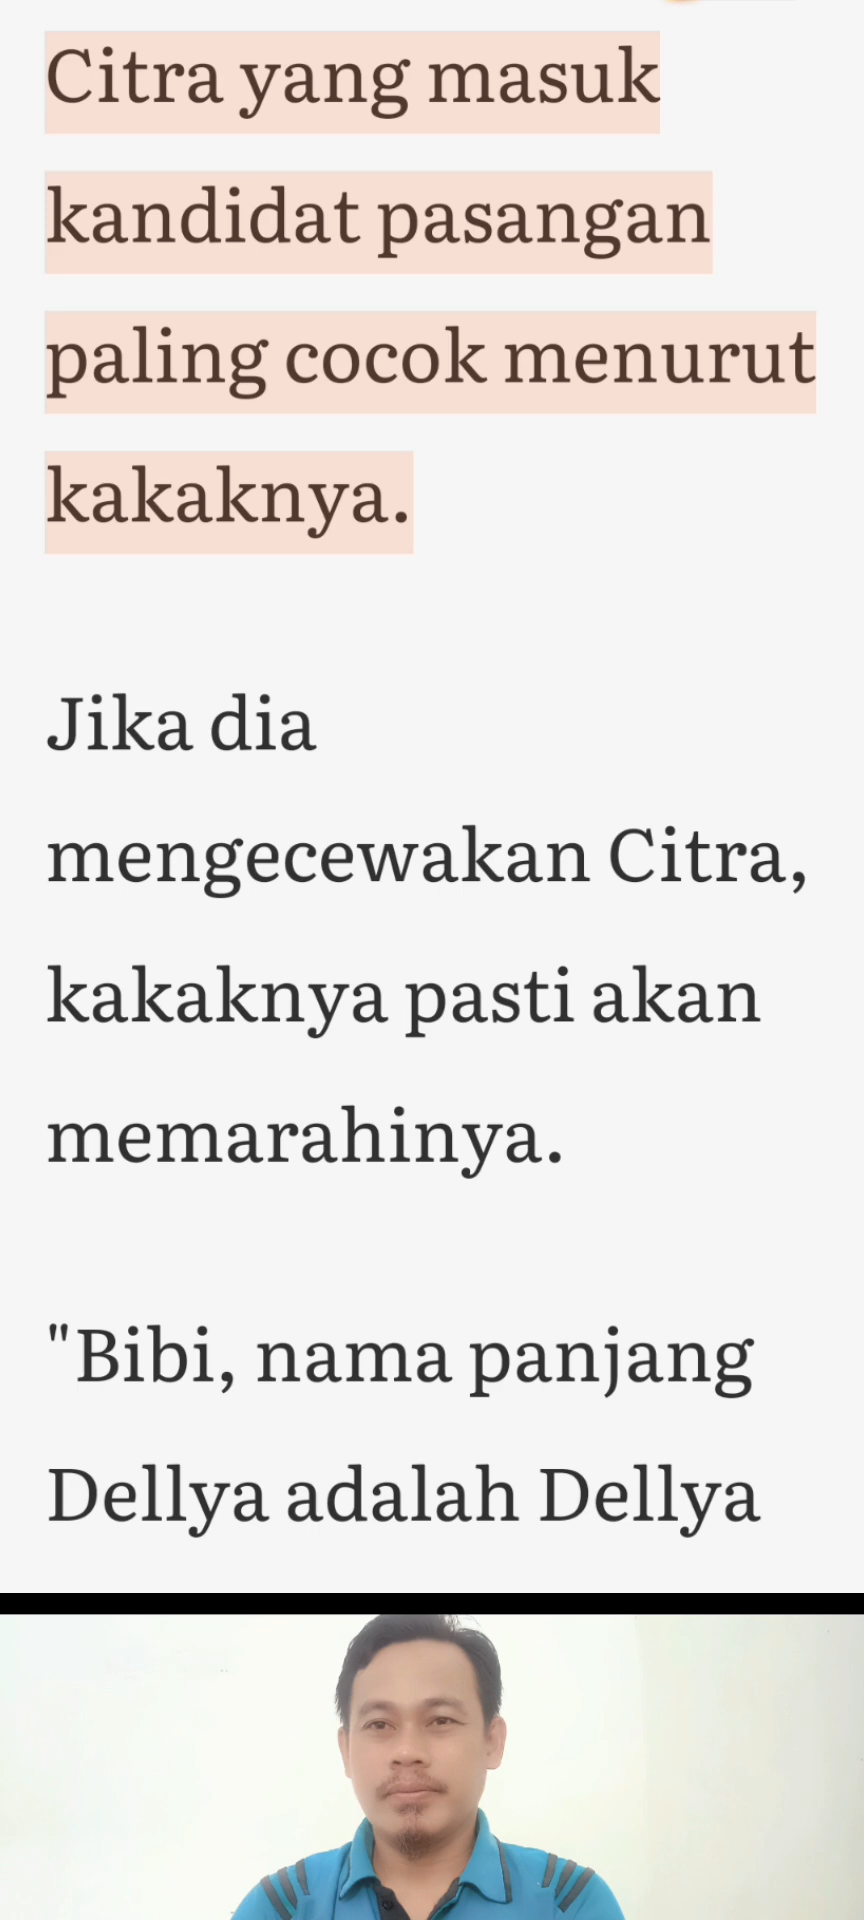 Citra yang masuk
kandidat pasangan
paling cocok menurut
kakaknya.
Jika dia
mengecewakan Citra,
kakaknya pasti akan
memarahinya.
"Bibi, nama panjang
Dellya adalah Dellya